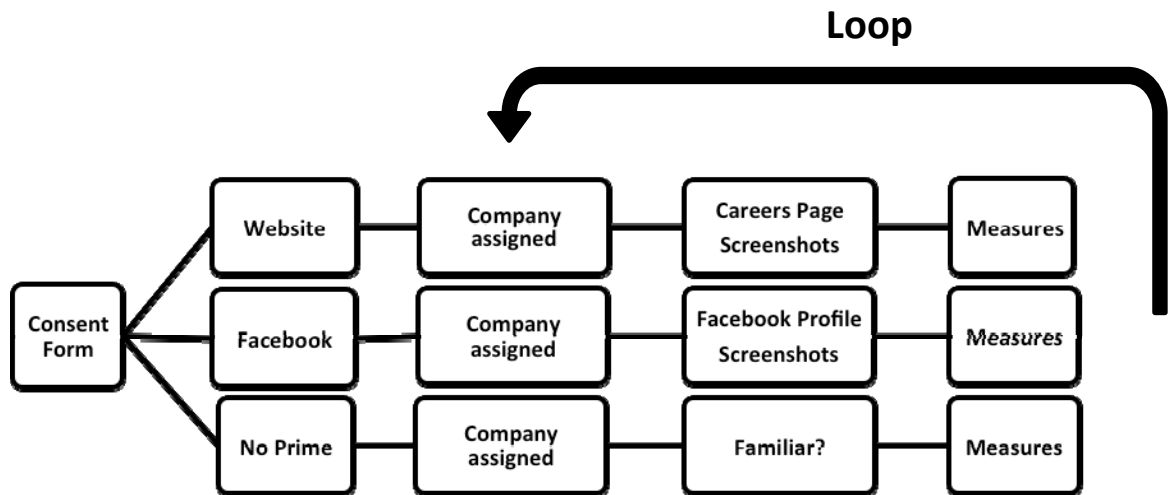 Loop
Website
Company
assigned
Careers Page
Screenshots
Measures
Consent
Form
Facebook
Company
assigned
Facebook Profile
Screenshots
Measures
No Prime
Company
assigned
Familiar?
Measures